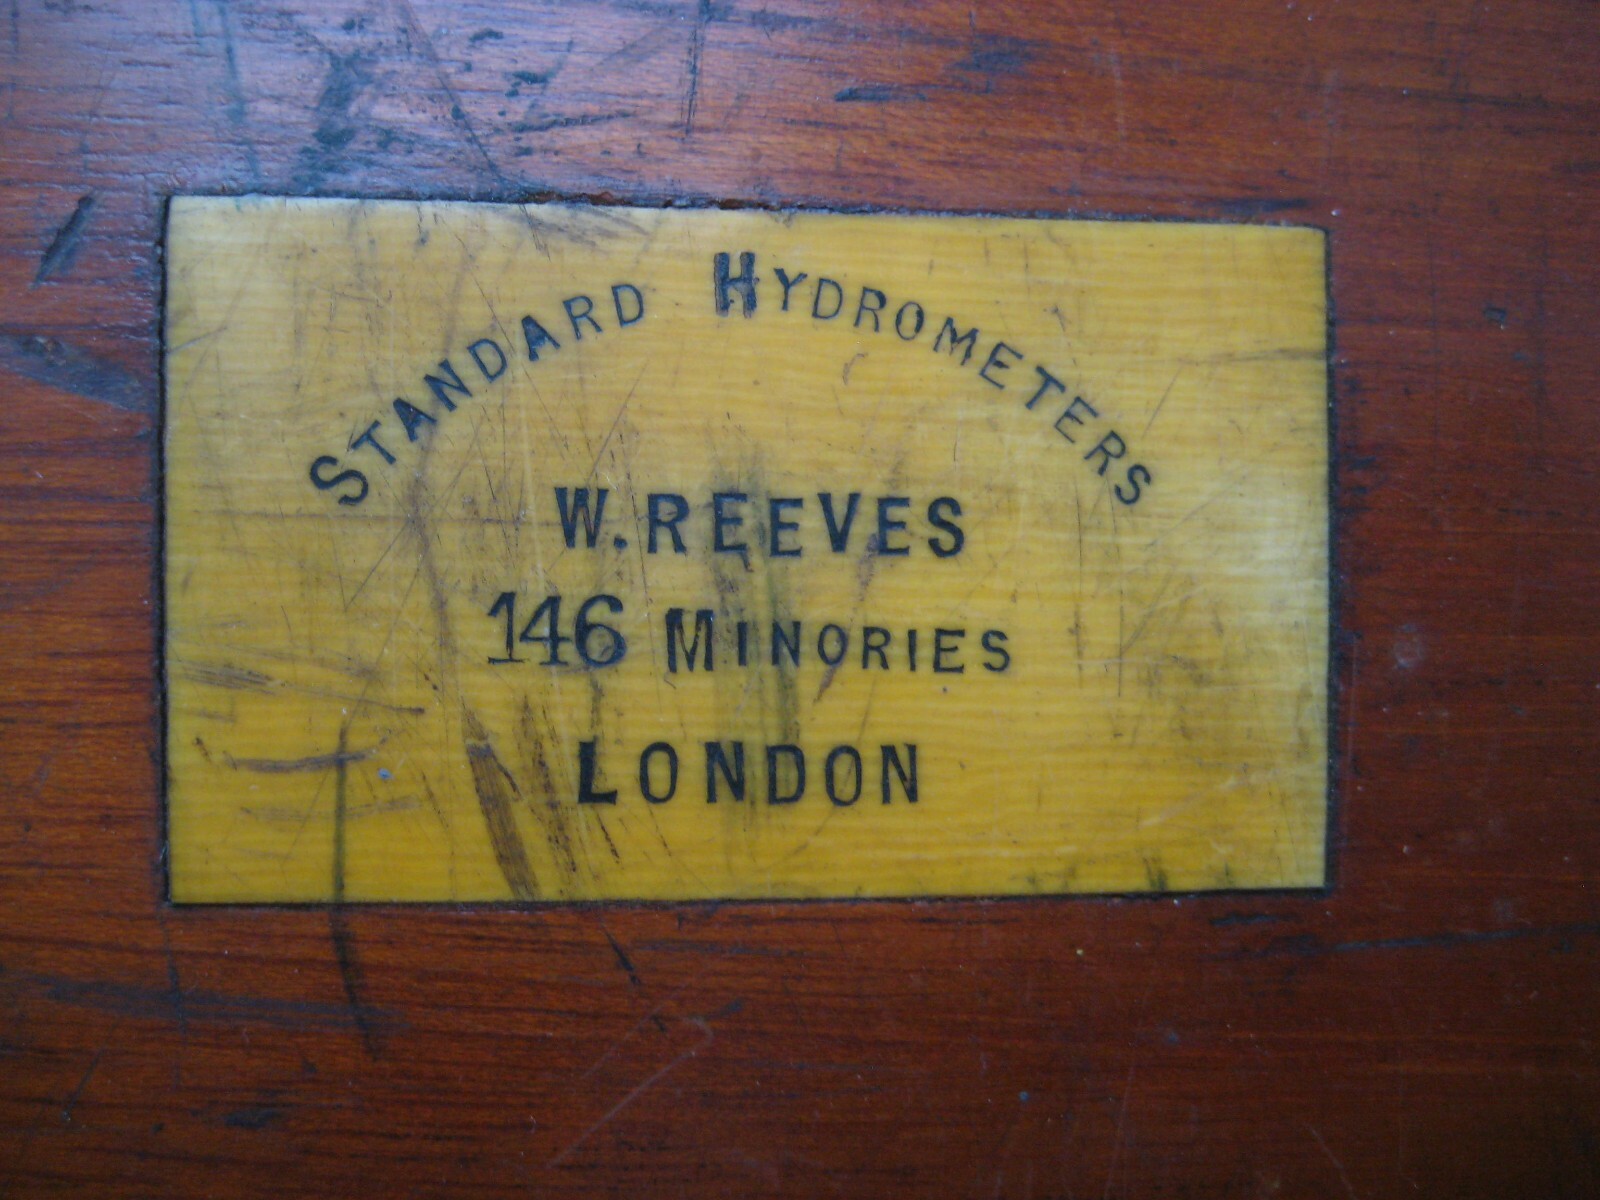 STANDARD HYDROMETERS
W. REEVES
146 MINORIES
LONDON